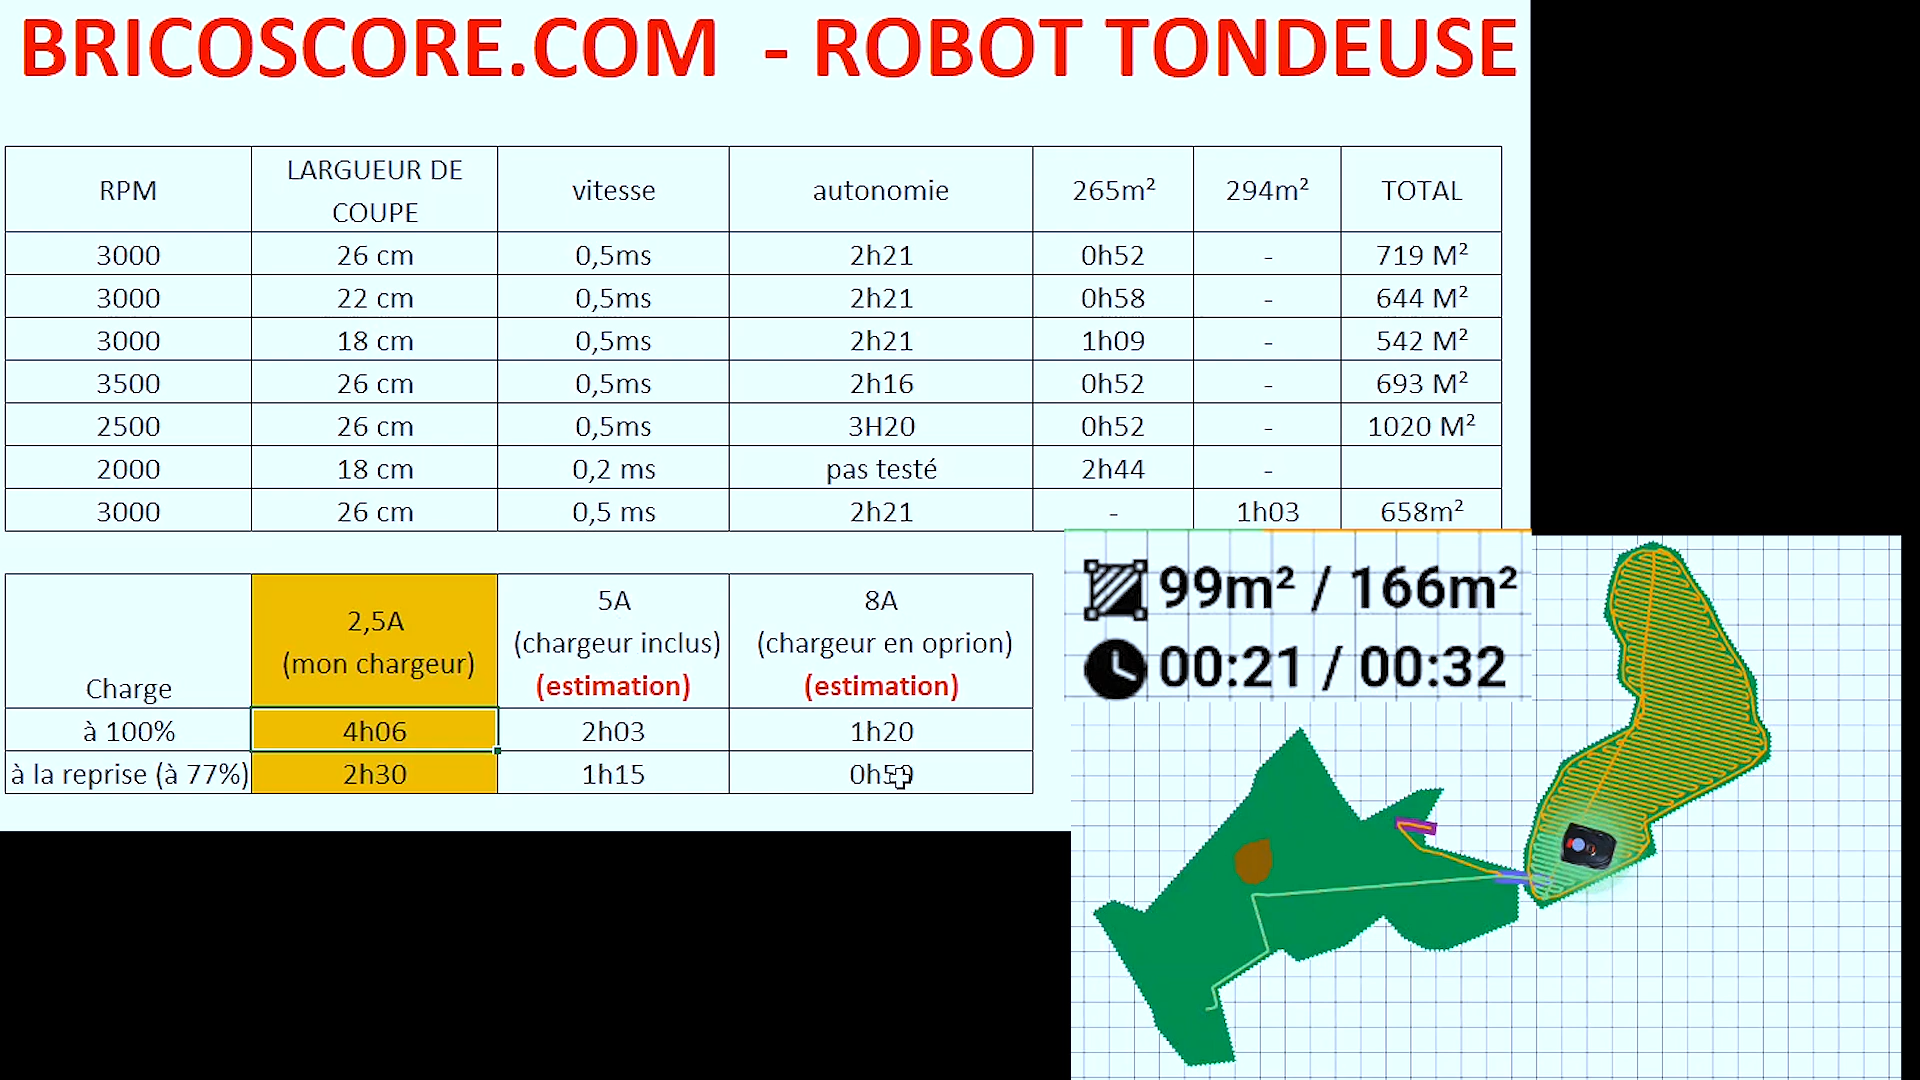 BRICOSCORE.COM - ROBOT TONDEUSE
RPM LARGUEUR DE COUPE vitesse autonomie 265m² 294m² TOTAL
3000 26 cm 0,5ms 2h21 0h52 - 719 M²
3000 22 cm 0,5ms 2h21 0h58 - 644 M²
3000 18 cm 0,5ms 2h21 1h09 - 542 M²
3500 26 cm 0,5ms 2h16 0h52 - 693 M²
2500 26 cm 0,5ms 3H20 0h52 - 1020 M²
2000 18 cm 0,2 ms pas testé 2h44 -
3000 26 cm 0,5 ms 2h21 - 1h03 658m²
99m² / 166m²
00:21 / 00:32
Charge 2,5A (mon chargeur) 5A (chargeur inclus) (estimation) 8A (chargeur en oprion) (estimation)
à 100% 4h06 2h03 1h20
à la reprise (à 77%) 2h30 1h15